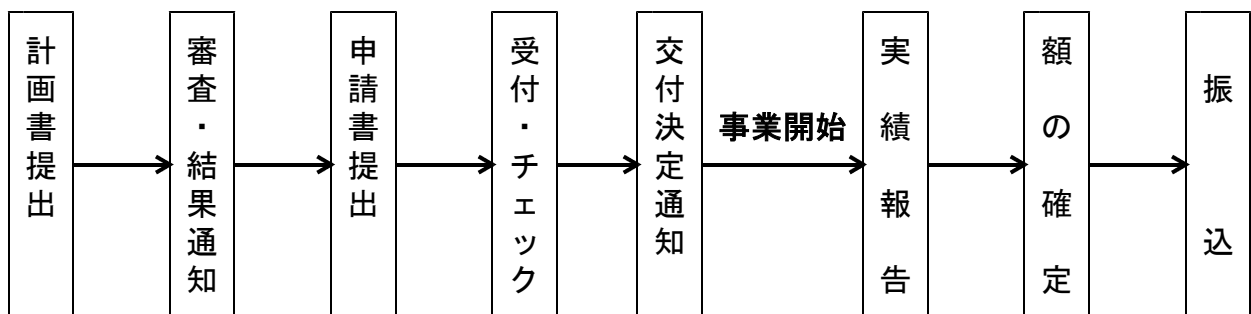 計画書提出
審査・結果通知
申請書提出
受付・チェック
交付決定通知
事業開始
実績報告
額の確定
振込